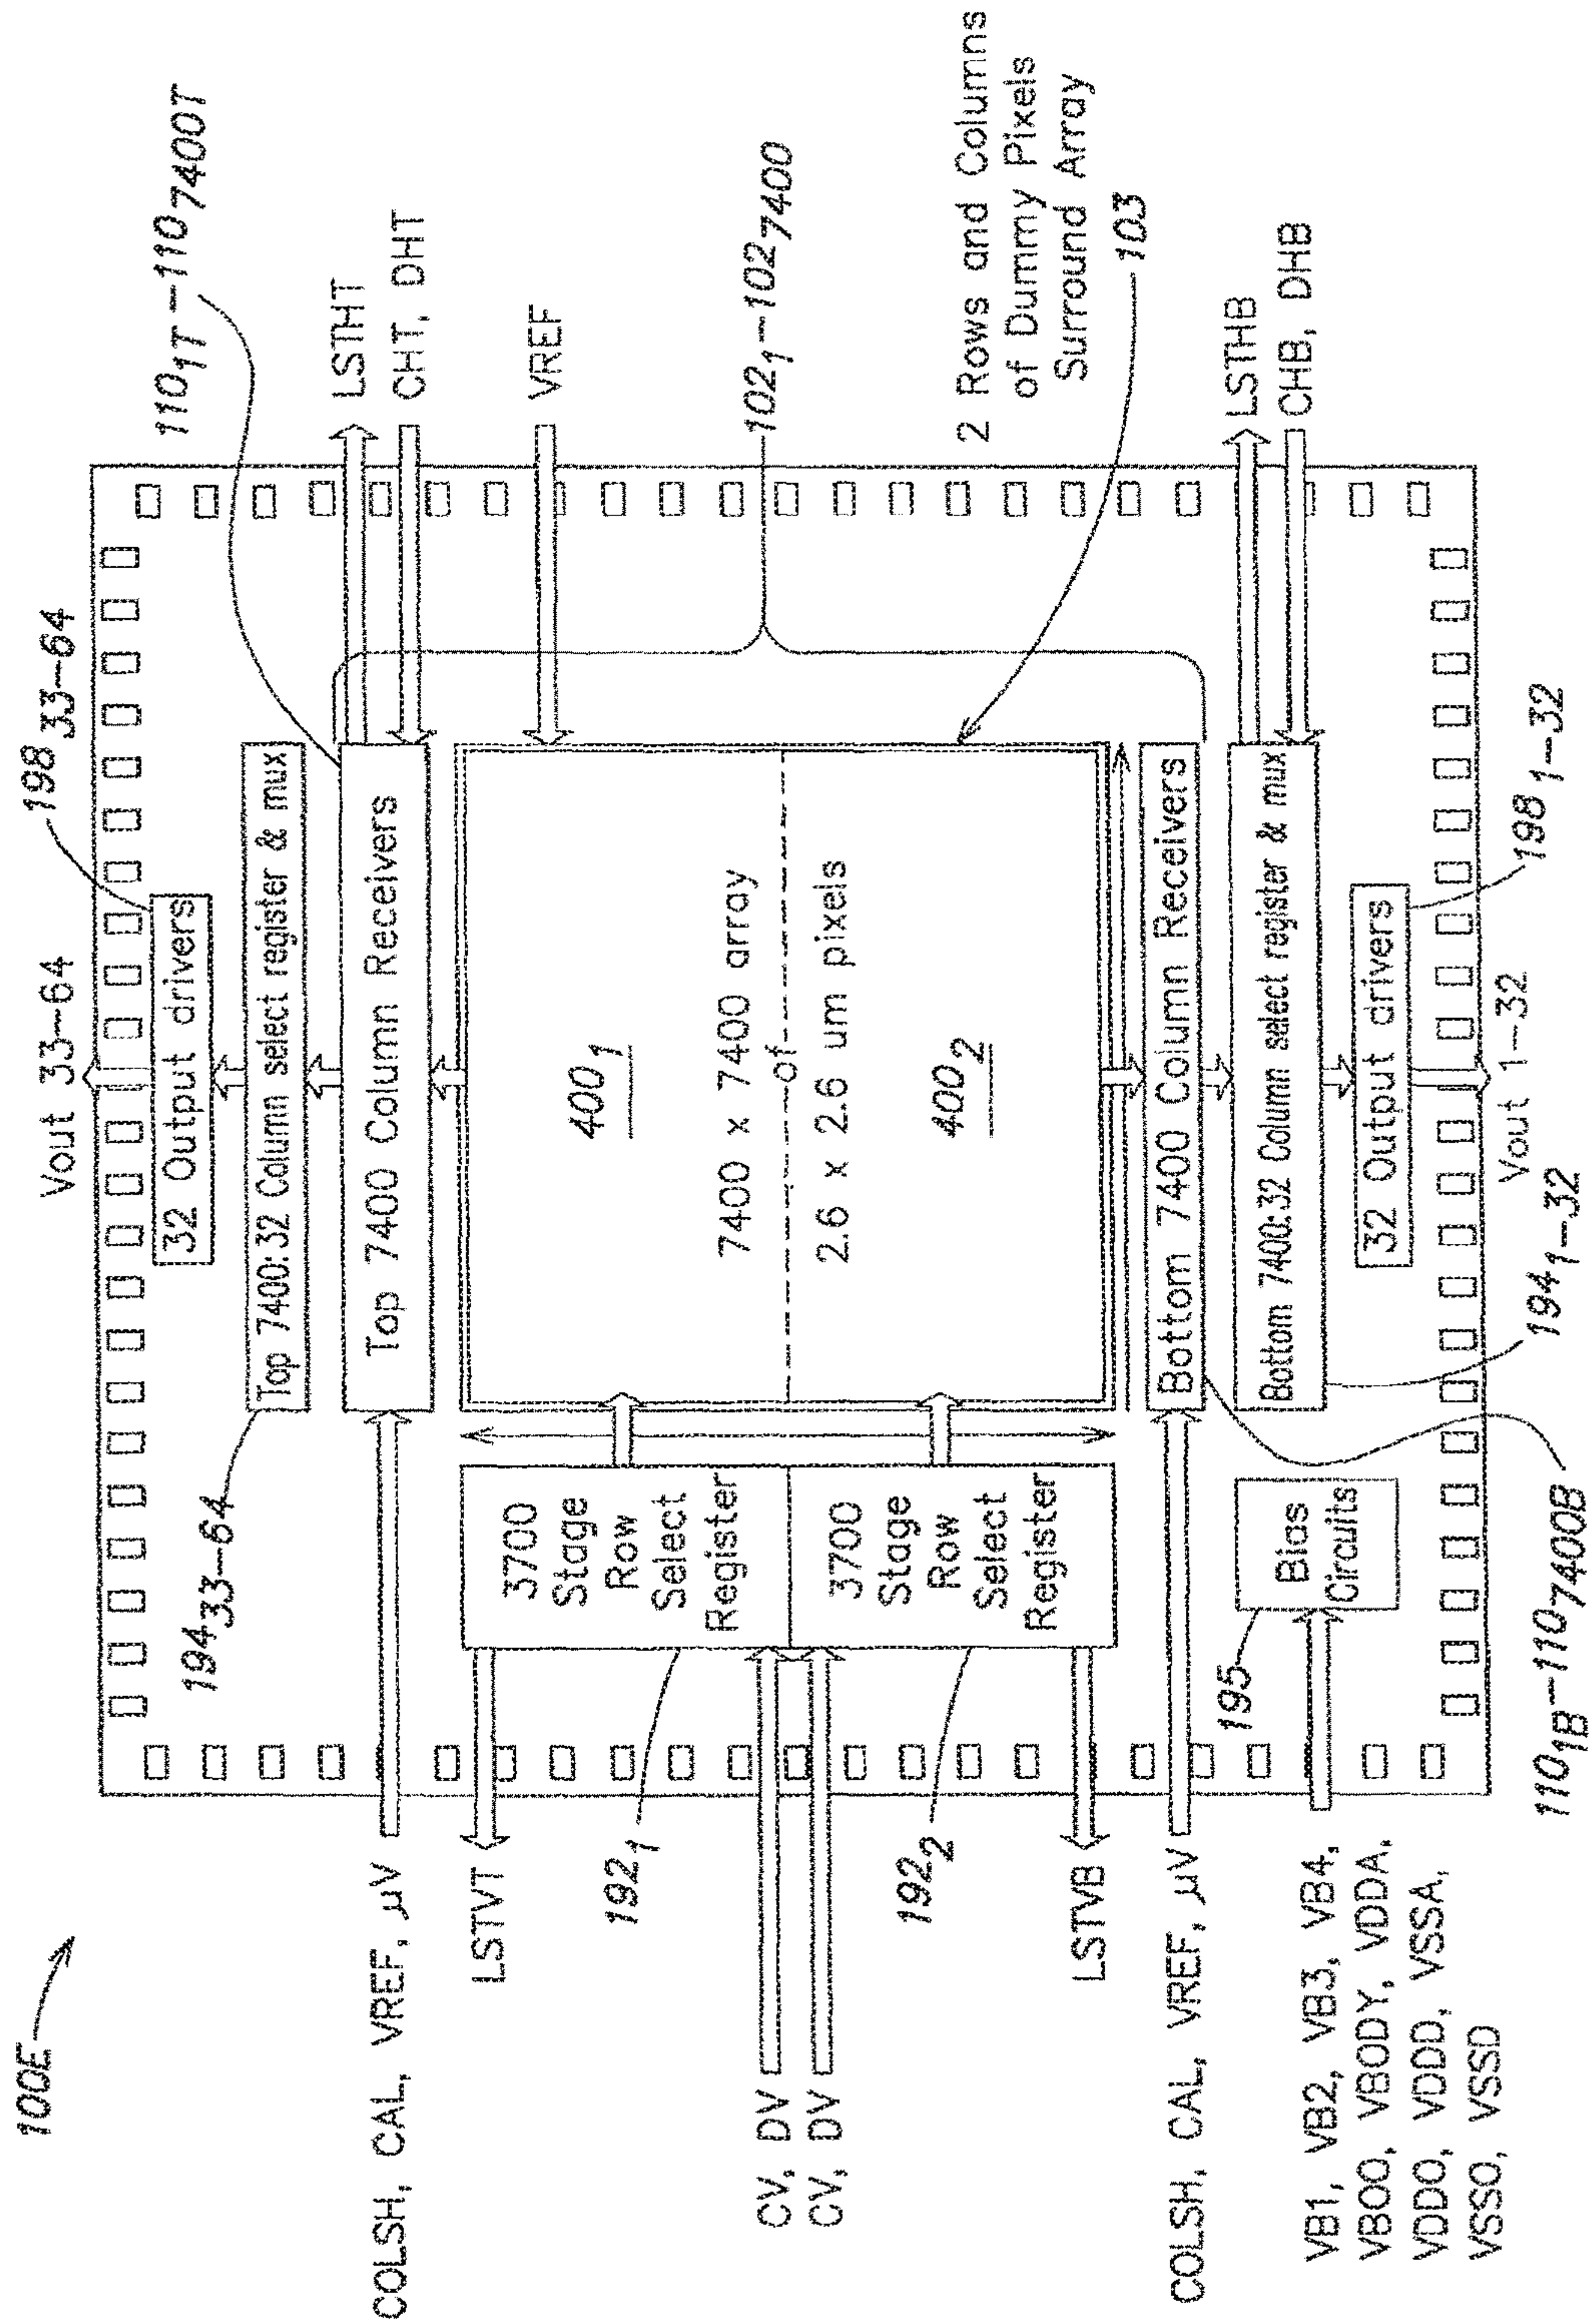 100E
Vout 33-64
198 33-64
32 Output drivers
194 33-64
Top 7400:32 Column select register & mux
110 1T - 110 7400T
Top 7400 Column Receivers
COLSH, CAL, VREF, µV
LSTHT
CHT, DHT
LSTVT
VREF
3700
Stage
Row
Select
Register
192 1
400 1
7400 x 7400 array
of
2.6 x 2.6 um pixels
400 2
102 1 - 102 7400
CV, DV
CV, DV
3700
Stage
Row
Select
Register
192 2
2 Rows and Columns
of Dummy Pixels
Surround Array
103
LSTVB
COLSH, CAL, VREF, µV
Bottom 7400 Column Receivers
LSTHB
CHB, DHB
195
Bias
Circuits
Bottom 7400:32 Column select register & mux
VB1, VB2, VB3, VB4,
VBO0, VBODY, VDDA,
VDDO, VDDD, VSSA,
VSSO, VSSD
32 Output drivers
198 1-32
Vout 1-32
194 1-32
110 1B - 110 7400B